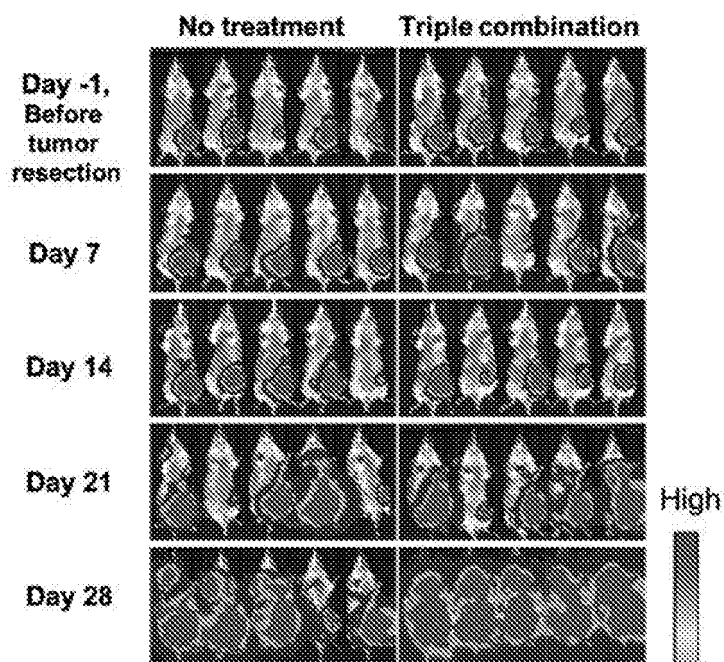 No treatment Triple combination
Day -1,
Before
tumor
resection
Day 7
Day 14
Day 21
High
Day 28